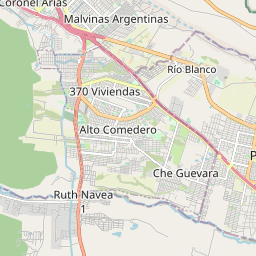 Coronel Arias
Malvinas Argentinas
Río Blanco
370 Viviendas
Alto Comedero
Che Guevara
P
Ruth Navea
1